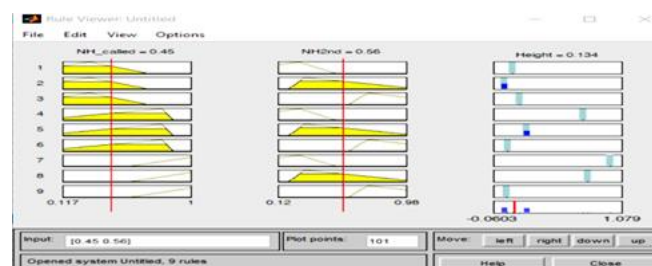 Rule Viewer: Untitled
File Edit View Options
NH_called = 0.45 NH2nd = 0.56 Height = 0.134
1
2
3
4
5
6
7
8
9
0.117 1 0.12 0.98
-0.0603 1.079
Input: [0.45 0.56] Plot points: 101 Move: left right down up
Opened system Untitled, 9 rules Help Close